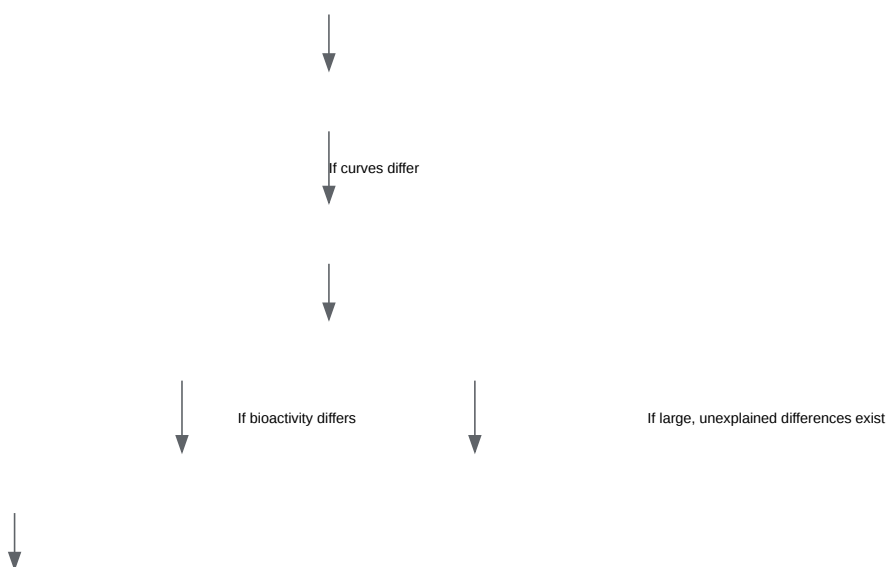 If curves differ
If bioactivity differs
If large, unexplained differences exist